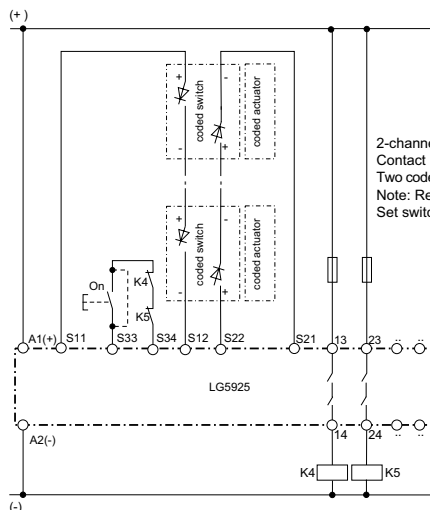 (+)
+
-
coded switch
coded actuator
-
+
2-channe
Contact
Two code
Note: Re
Set switc
+
-
coded switch
coded actuator
-
+
On
K4
K5
A1(+)
S11
S33
S34
S12
S22
S21
13
23
..
..
LG5925
A2(-)
14
24
..
..
K4
K5
(-)